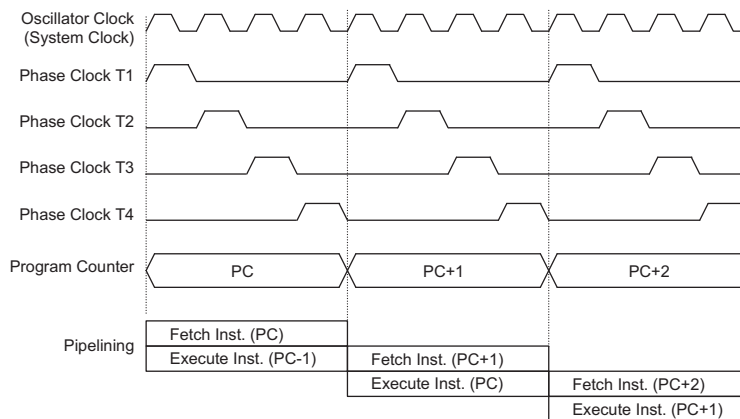 Oscillator Clock
(System Clock)
Phase Clock T1
Phase Clock T2
Phase Clock T3
Phase Clock T4
Program Counter
PC
PC+1
PC+2
Pipelining
Fetch Inst. (PC)
Execute Inst. (PC-1)
Fetch Inst. (PC+1)
Execute Inst. (PC)
Fetch Inst. (PC+2)
Execute Inst. (PC+1)